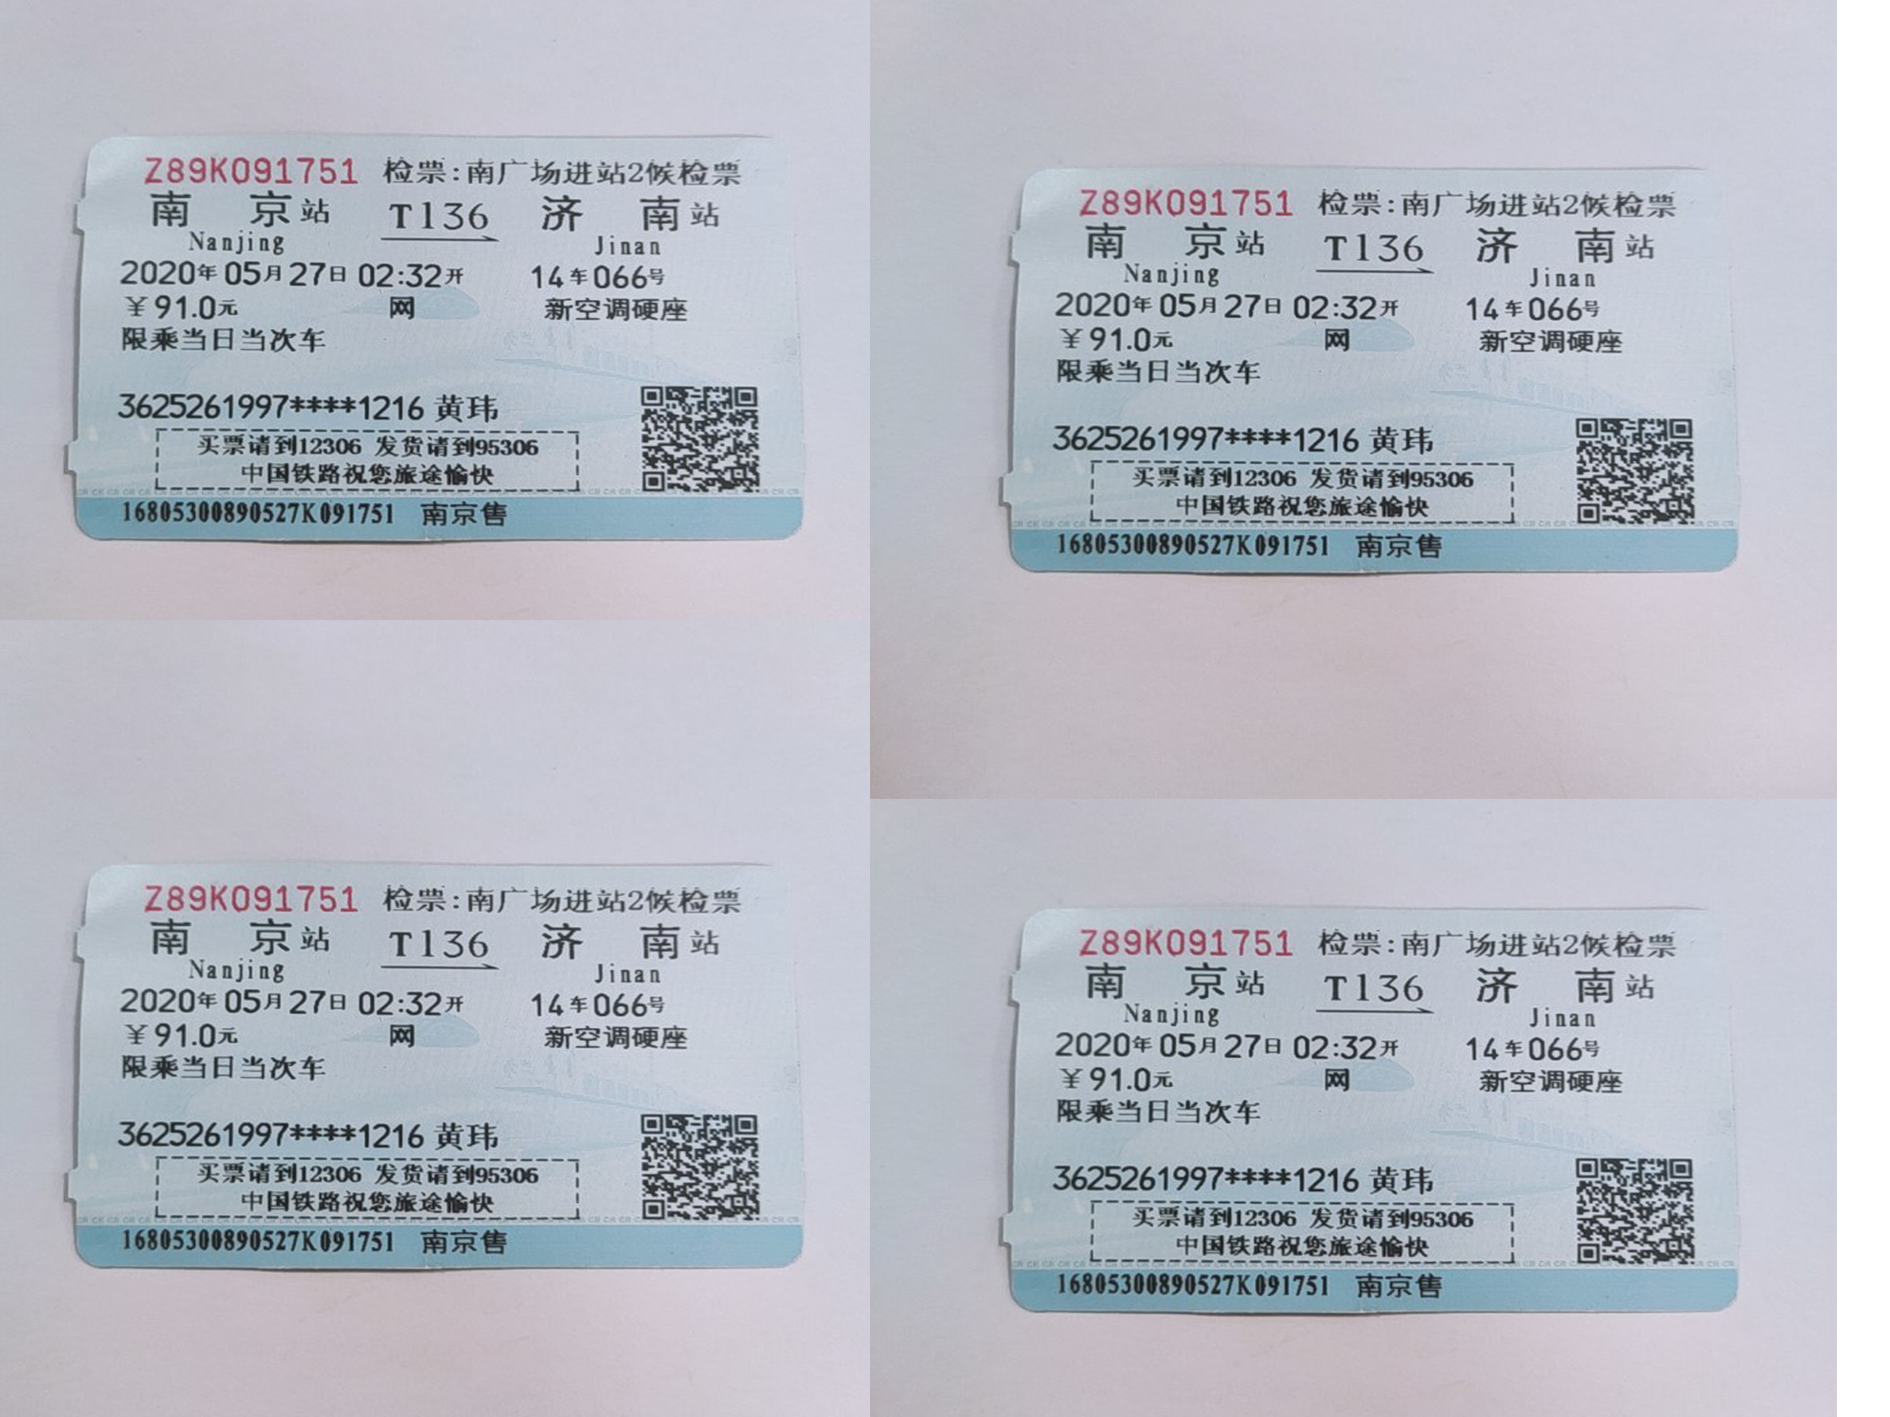 Z89K091751 检票:南广场进站2候检票
南 京站 T136 济 南站
Nanjing Jinan
2020年05月27日02:32开 14车066号
¥91.0元 网 新空调硬座
限乘当日当次车
3625261997****1216 黄玮
买票请到12306 发货请到95306
中国铁路祝您旅途愉快
16805300890527K091751 南京售
Z89K091751 检票:南广场进站2候检票
南 京站 T136 济 南站
Nanjing Jinan
2020年05月27日02:32开 14车066号
¥91.0元 网 新空调硬座
限乘当日当次车
3625261997****1216 黄玮
买票请到12306 发货请到95306
中国铁路祝您旅途愉快
16805300890527K091751 南京售
Z89K091751 检票:南广场进站2候检票
南 京站 T136 济 南站
Nanjing Jinan
2020年05月27日02:32开 14车066号
¥91.0元 网 新空调硬座
限乘当日当次车
3625261997****1216 黄玮
买票请到12306 发货请到95306
中国铁路祝您旅途愉快
16805300890527K091751 南京售
Z89K091751 检票:南广场进站2候检票
南 京站 T136 济 南站
Nanjing Jinan
2020年05月27日02:32开 14车066号
¥91.0元 网 新空调硬座
限乘当日当次车
3625261997****1216 黄玮
买票请到12306 发货请到95306
中国铁路祝您旅途愉快
16805300890527K091751 南京售